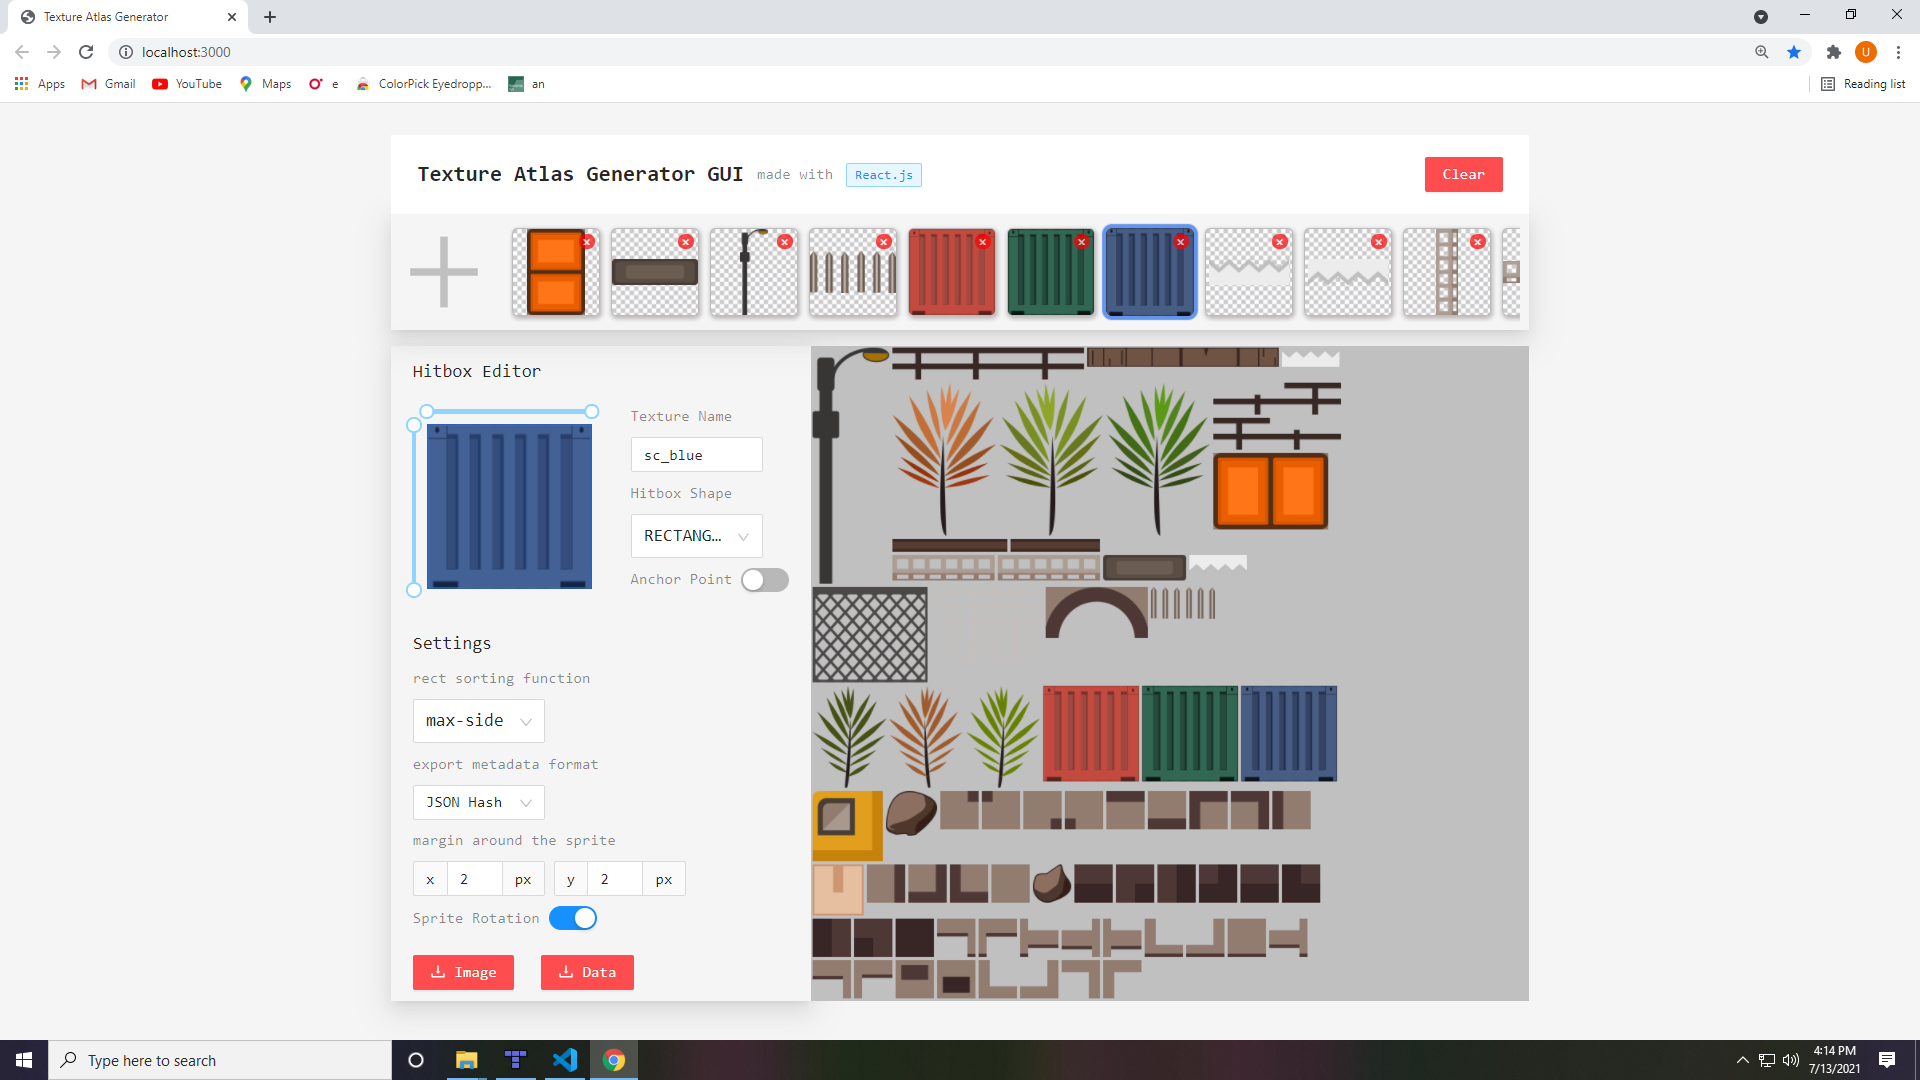 Texture Atlas Generator
localhost:3000
Apps
Gmail
YouTube
Maps
e
ColorPick Eyedropp...
an
Reading list
U
Texture Atlas Generator GUI made with React.js
Clear
Hitbox Editor
Texture Name
sc_blue
Hitbox Shape
RECTANG...
Anchor Point
Settings
rect sorting function
max-side
export metadata format
JSON Hash
margin around the sprite
x 2 px y 2 px
Sprite Rotation
Image Data
Type here to search
4:14 PM
7/13/2021